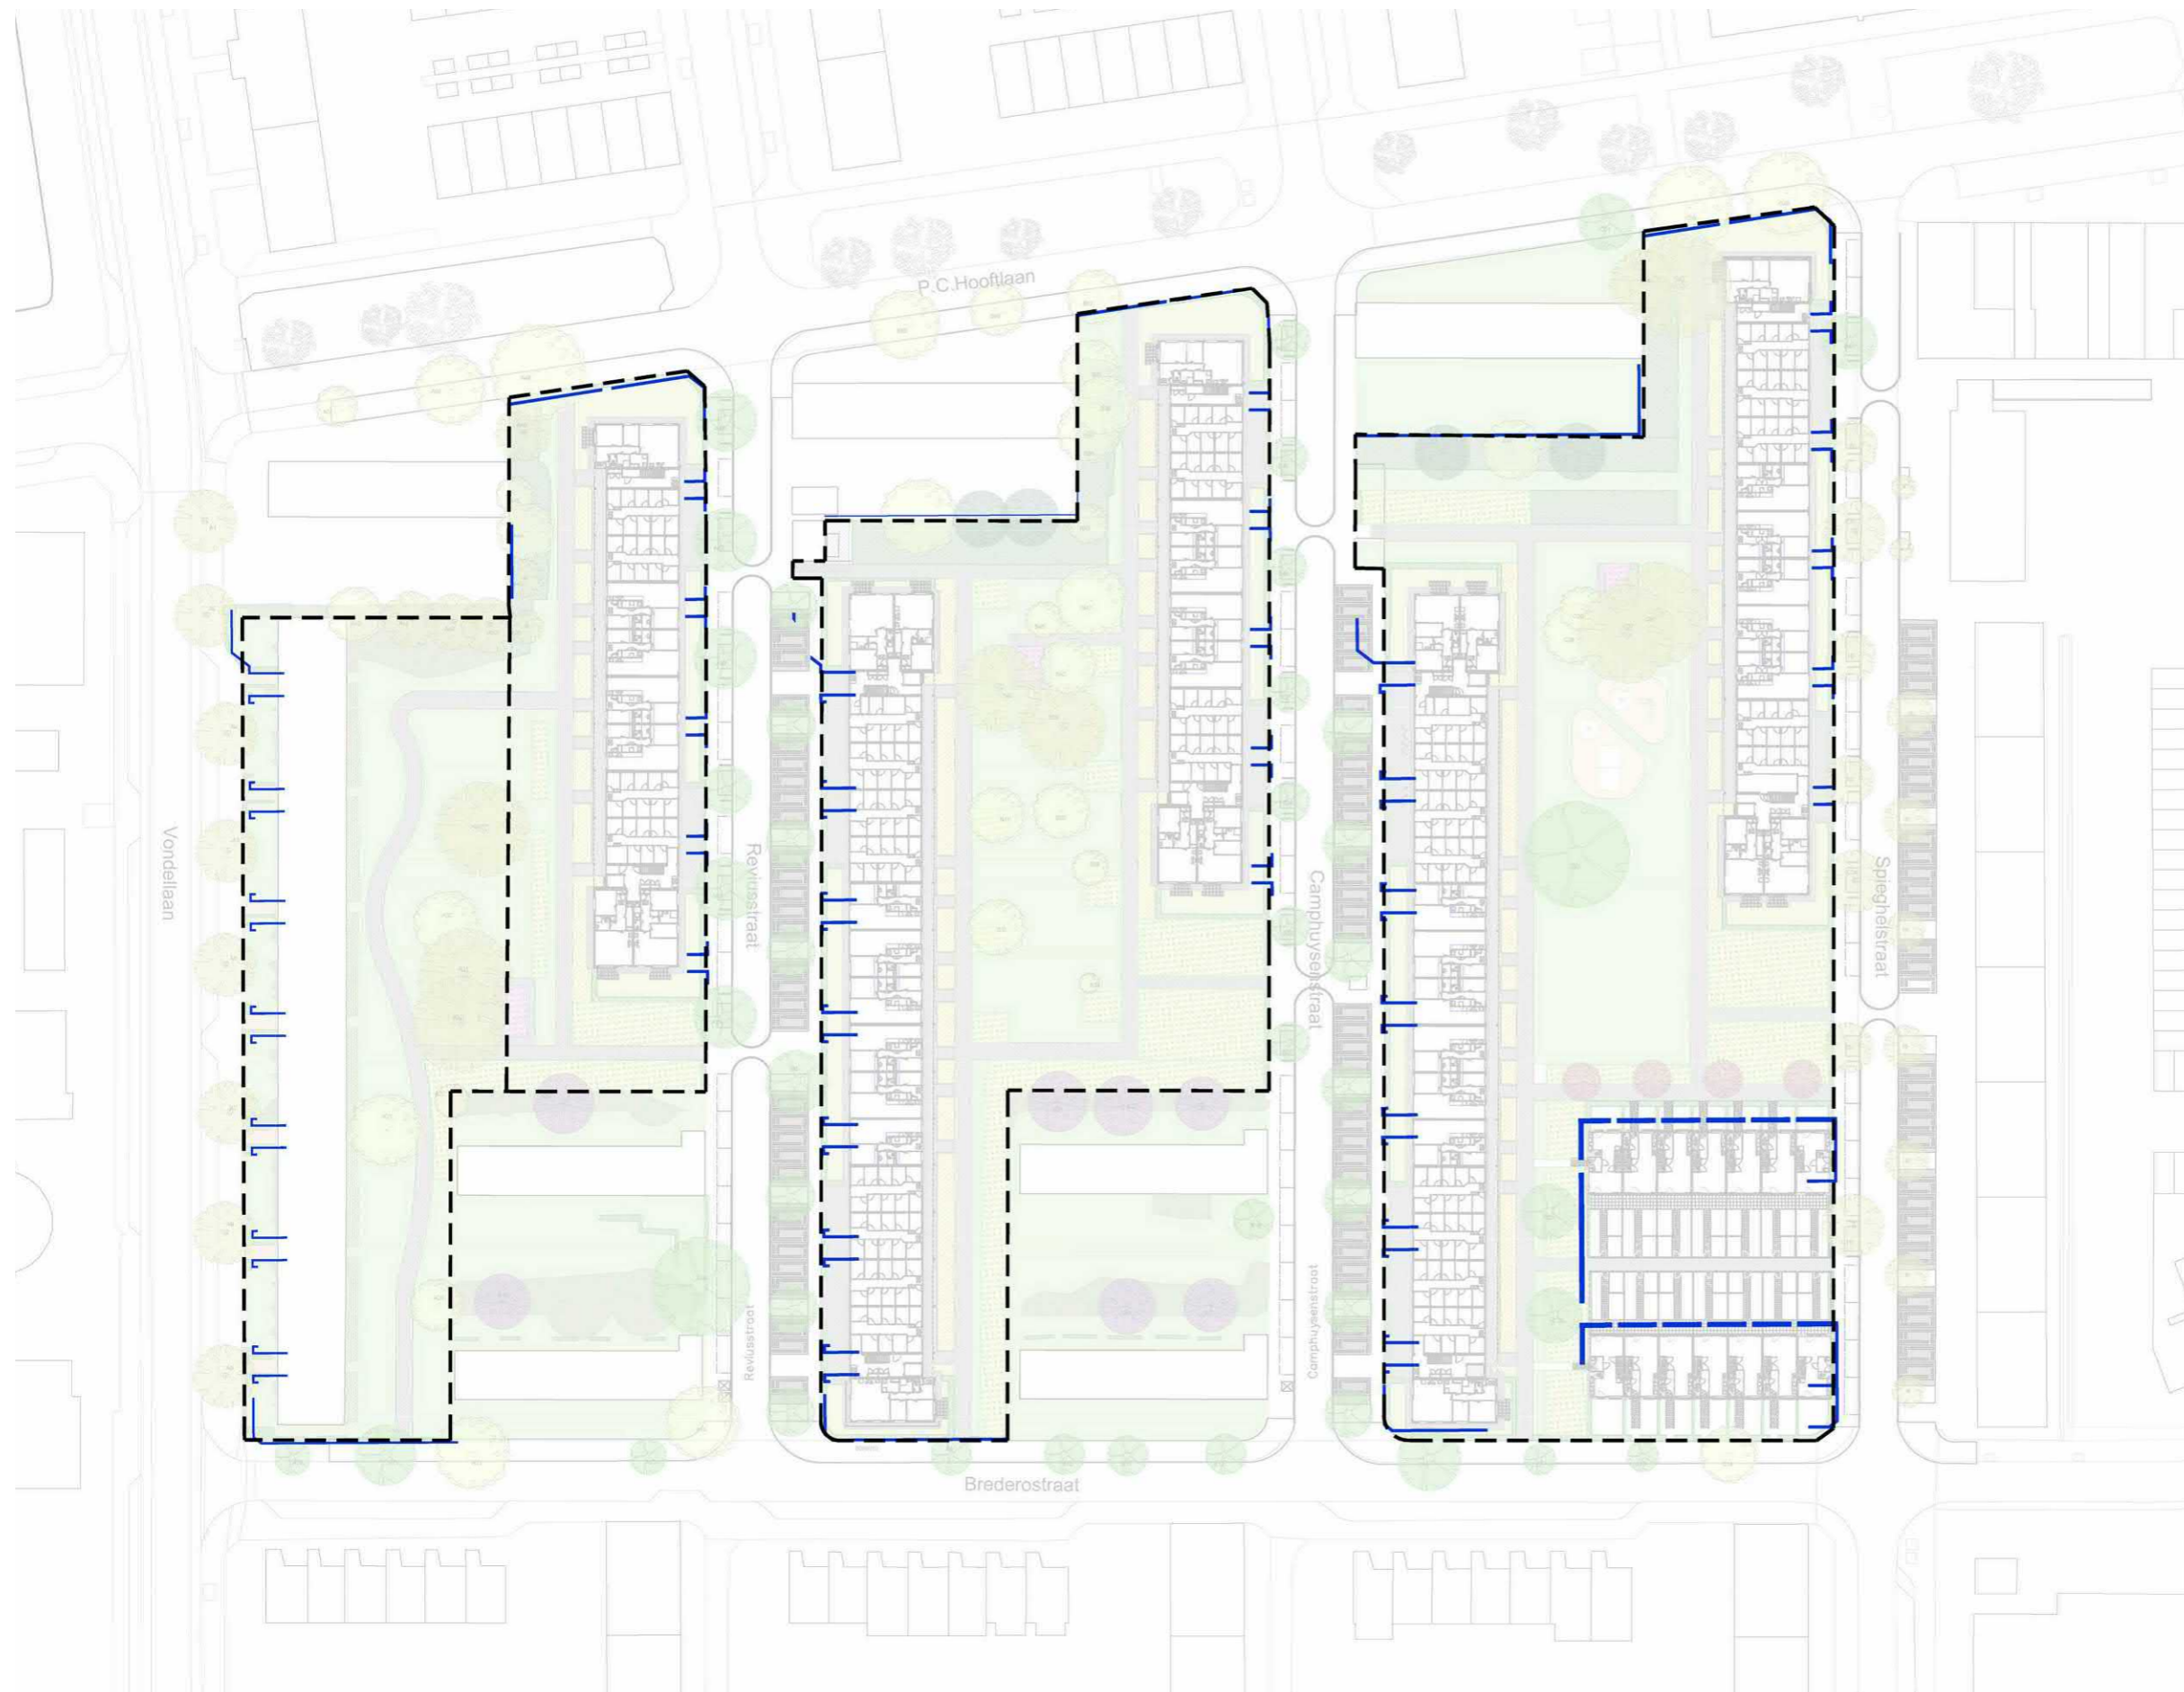 P.C.Hooftlaan
Vondellaan
Reviusstraat
Camphuysenstraat
Spieghelstraat
Reviusstraat
Camphuysenstraat
Brederostraat